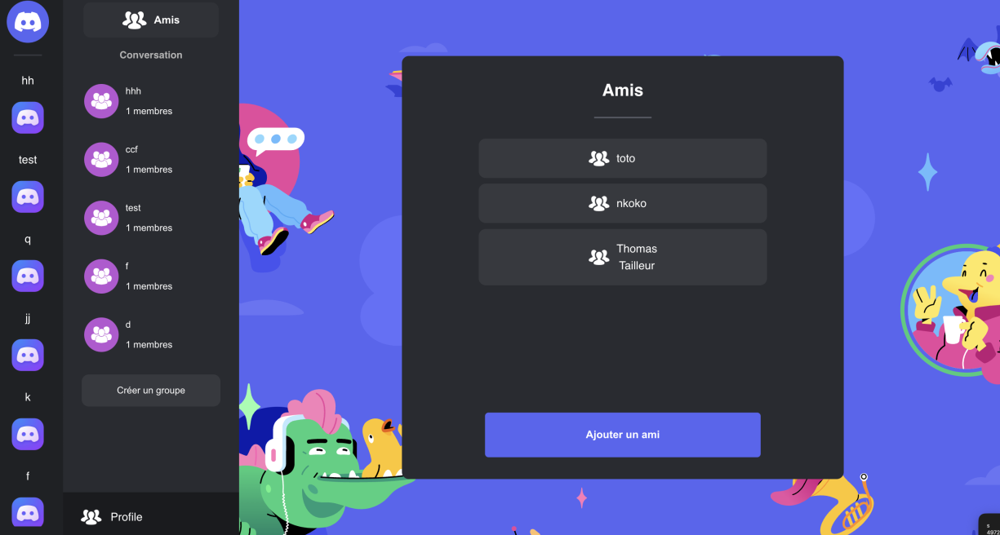 hh
test
q
jj
k
f
Amis
Conversation
hhh
1 membres
ccf
1 membres
test
1 membres
f
1 membres
d
1 membres
Créer un groupe
Profile
Amis
toto
nkoko
Thomas
Tailleur
Ajouter un ami
s
4972